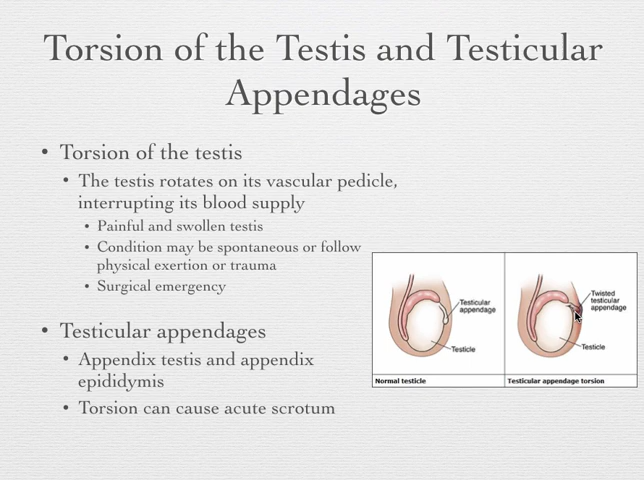 Torsion of the Testis and Testicular
Appendages
• Torsion of the testis
• The testis rotates on its vascular pedicle,
interrupting its blood supply
• Painful and swollen testis
• Condition may be spontaneous or follow
physical exertion or trauma
• Surgical emergency
• Testicular appendages
• Appendix testis and appendix
epididymis
• Torsion can cause acute scrotum
Testicular
appendage
Testicle
Normal testicle
Twisted
testicular
appendage
Testicle
Testicular appendage torsion